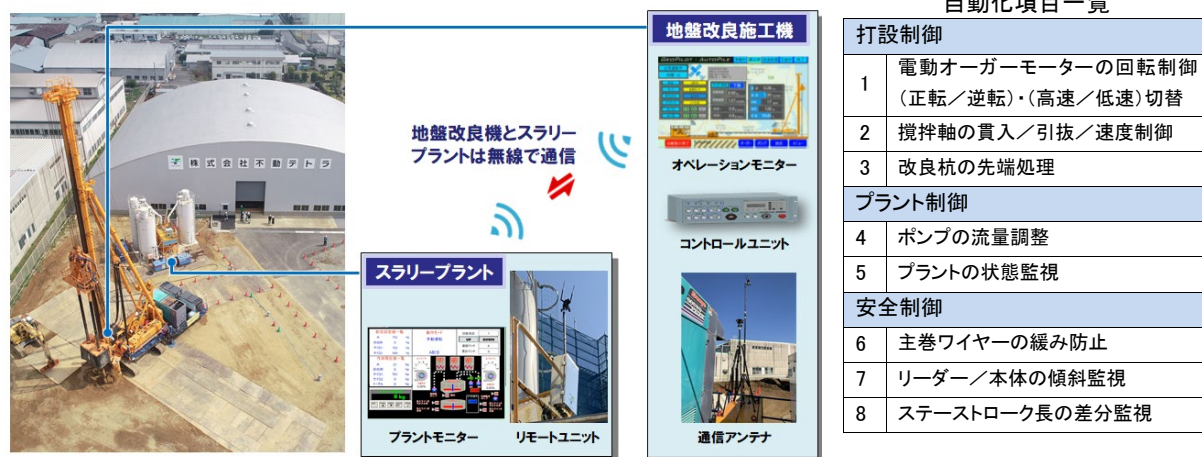 株式会社不動テトラ
地盤改良機とスラリー
プラントは無線で通信
スラリープラント
プラントモニター
リモートユニット
地盤改良施工機
GEOPILOT-AUTOPILE
オペレーションモニター
コントロールユニット
通信アンテナ
自動化項目一覧
打設制御
1 電動オーガーモーターの回転制御
(正転／逆転)・(高速／低速)切替
2 撹拌軸の貫入／引抜／速度制御
3 改良杭の先端処理
プラント制御
4 ポンプの流量調整
5 プラントの状態監視
安全制御
6 主巻ワイヤーの緩み防止
7 リーダー／本体の傾斜監視
8 ステーストローク長の差分監視